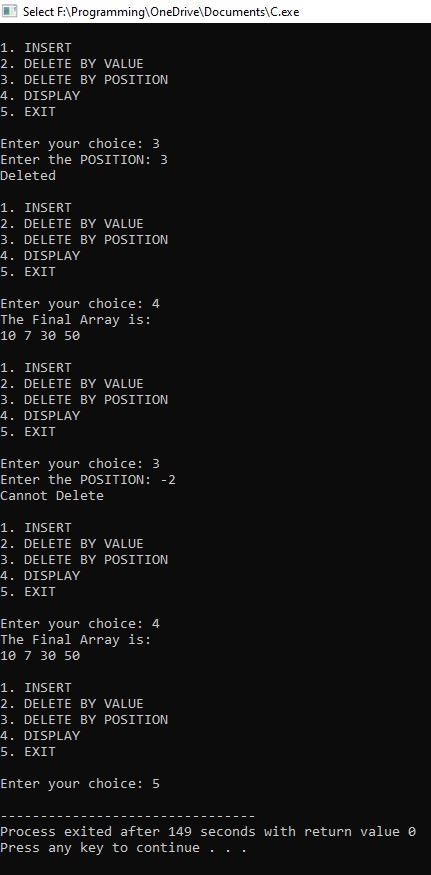 Select F:\Programming\OneDrive\Documents\C.exe
1. INSERT
2. DELETE BY VALUE
3. DELETE BY POSITION
4. DISPLAY
5. EXIT
Enter your choice: 3
Enter the POSITION: 3
Deleted
1. INSERT
2. DELETE BY VALUE
3. DELETE BY POSITION
4. DISPLAY
5. EXIT
Enter your choice: 4
The Final Array is:
10 7 30 50
1. INSERT
2. DELETE BY VALUE
3. DELETE BY POSITION
4. DISPLAY
5. EXIT
Enter your choice: 3
Enter the POSITION: -2
Cannot Delete
1. INSERT
2. DELETE BY VALUE
3. DELETE BY POSITION
4. DISPLAY
5. EXIT
Enter your choice: 4
The Final Array is:
10 7 30 50
1. INSERT
2. DELETE BY VALUE
3. DELETE BY POSITION
4. DISPLAY
5. EXIT
Enter your choice: 5
--------------------------------
Process exited after 149 seconds with return value 0
Press any key to continue . . .